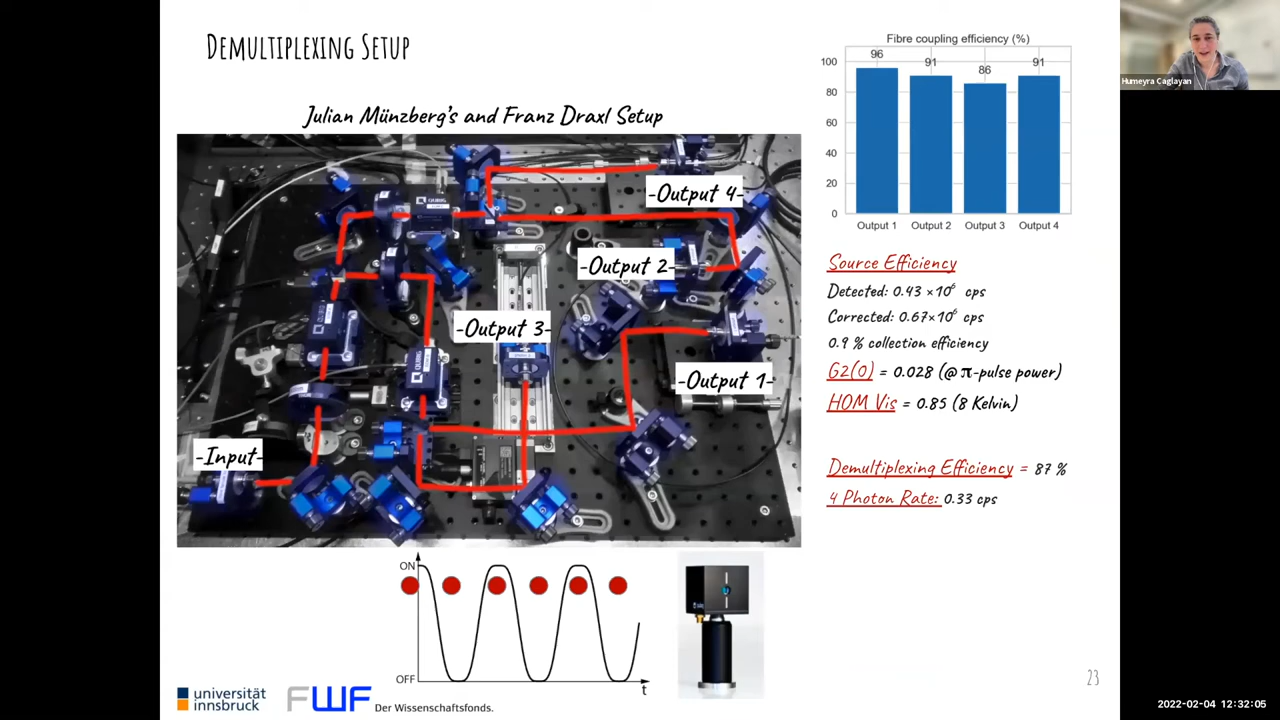 Demultiplexing Setup
Julian Münzberg's and Franz Draxl Setup
-Output 4-
-Output 2-
-Output 3-
-Output 1-
-Input-
QUBIG
QUBIG
ON
OFF
t
Fibre coupling efficiency (%)
96
91
86
91
100
80
60
40
20
0
Output 1 Output 2 Output 3 Output 4
Source Efficiency
Detected: 0.43 ×10⁶ cps
Corrected: 0.67×10⁶ cps
0.9 % collection efficiency
G2(0) = 0.028 (@ π-pulse power)
HOM Vis = 0.85 (8 Kelvin)
Demultiplexing Efficiency = 87 %
4 Photon Rate: 0.33 cps
universität
innsbruck
FWF
Der Wissenschaftsfonds.
23
Humeyra Caglayan
2022-02-04 12:32:05